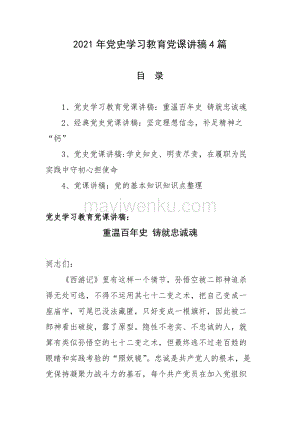 2021年党史学习教育党课讲稿4篇
目 录
1、党史学习教育党课讲稿：重温百年史 铸就忠诚魂
2、经典党史党课讲稿：坚定理想信念，补足精神之
“钙”
3、党史党课讲稿:学史如史、明责尽责，在履职为民
实践中守初心担使命
4、党课讲稿：党的基本知识知识点整理
mayiwenku.com
党史学习教育党课讲稿：
重温百年史 铸就忠诚魂
同志们：
《西游记》里有这样一个情节，孙悟空被二郎神追杀
得无处可逃，不得不运用其七十二变之术，把自己变成一
座庙宇，可尾巴没法藏匿，只好变成一根旗杆，因此被二
郎神看出破绽，露了原型。隐性不老实、不忠诚的人，就
算有类似孙悟空的七十二变之术，但最终逃不过老百姓的
眼睛和实践考验的“照妖镜”。忠诚是共产党人的根本，是
党保持凝聚力战斗力的基石，每个共产党员在加入党组织